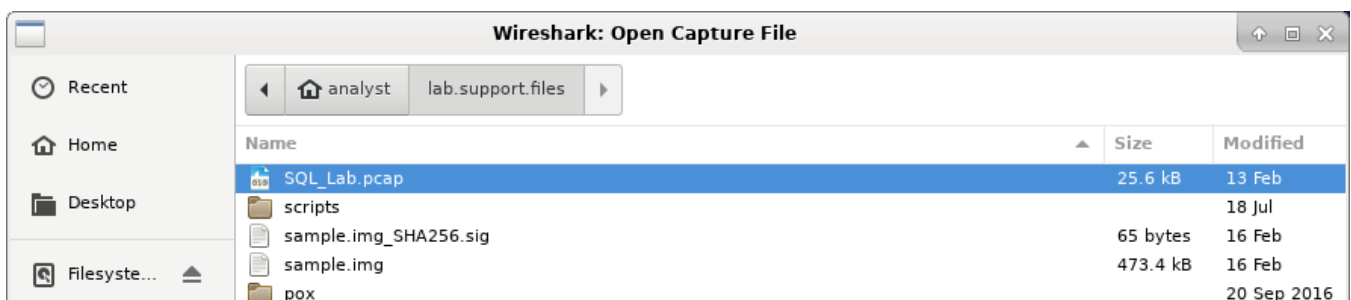 Wireshark: Open Capture File
Recent
Home
Desktop
Filesyste...
analyst lab.support.files
Name Size Modified
SQL_Lab.pcap 25.6 kB 13 Feb
scripts 18 Jul
sample.img_SHA256.sig 65 bytes 16 Feb
sample.img 473.4 kB 16 Feb
pox 20 Sep 2016